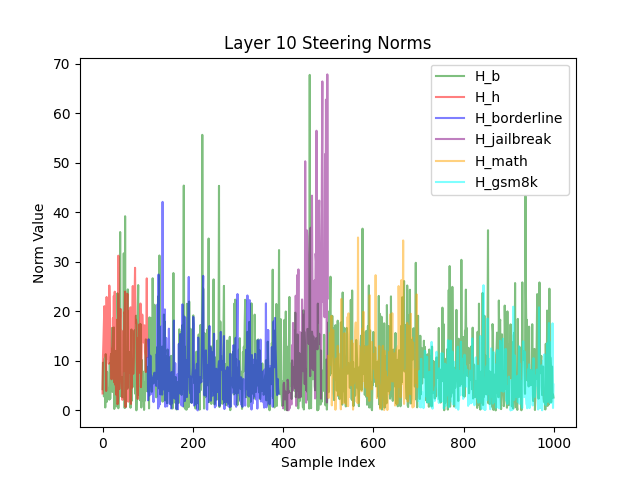 Layer 10 Steering Norms
Norm Value
70
60
50
40
30
20
10
0
H_b
H_h
H_borderline
H_jailbreak
H_math
H_gsm8k
0
200
400
600
800
1000
Sample Index